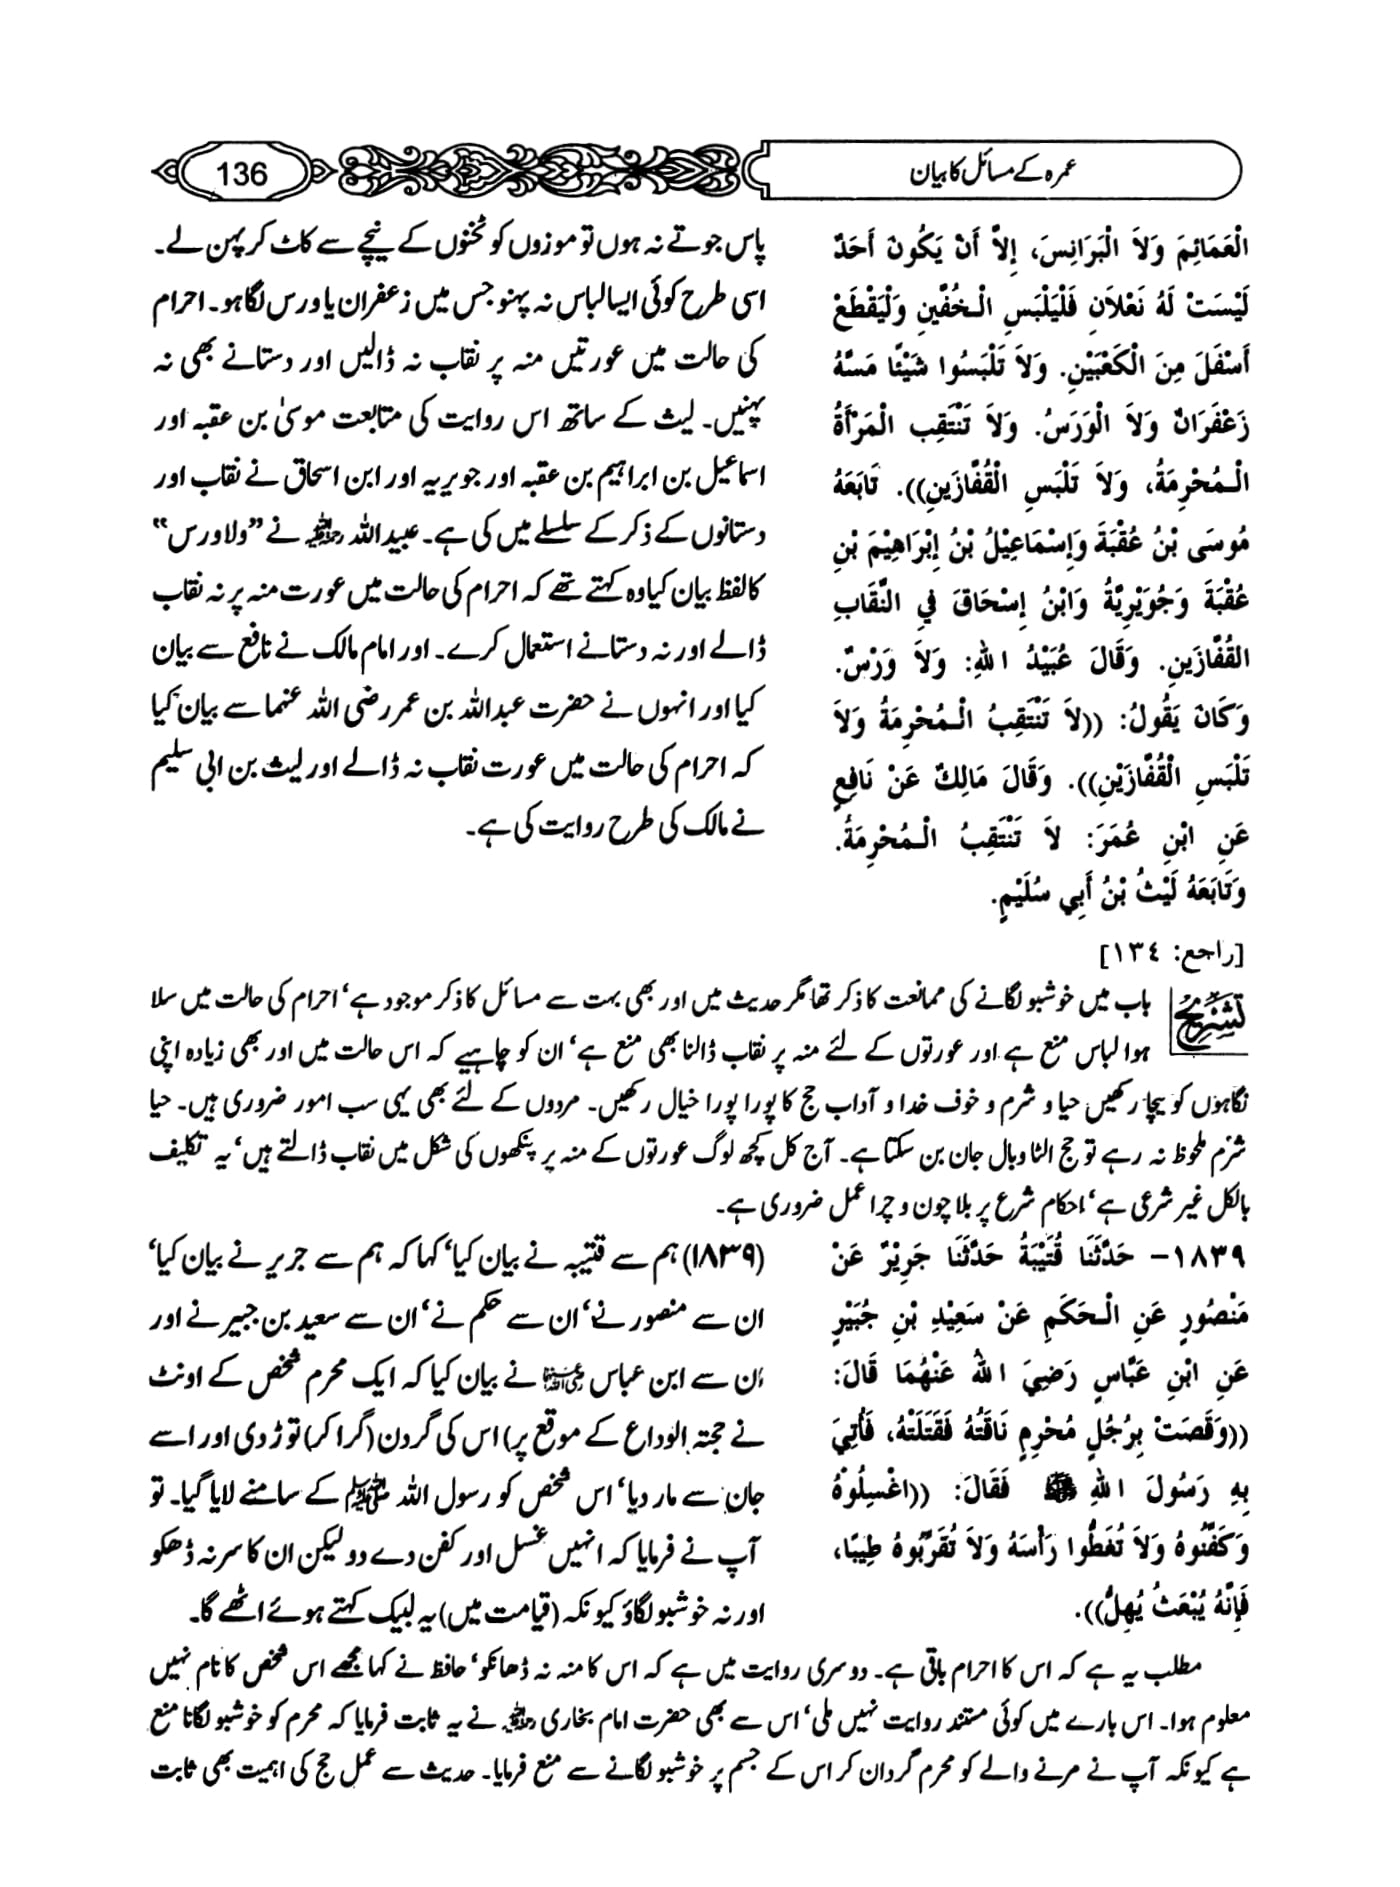 عمرہ کے مسائل کا بیان
136
الْعَمَائِمَ وَلاَ الْبَرَانِسَ، إِلاَّ أَنْ يَكُونَ أَحَدٌ
لَيْسَتْ لَهُ نَعْلاَنِ فَلْيَلْبَسِ الْخُفَّيْنِ وَلْيَقْطَعْ
أَسْفَلَ مِنَ الْكَعْبَيْنِ. وَلاَ تَلْبَسُوا شَيْئًا مَسَّهُ
زَعْفَرَانٌ وَلاَ الْوَرَسُ. وَلاَ تَنْتَقِبِ الْمَرْأَةُ
الْمُحْرِمَةُ، وَلاَ تَلْبَسِ الْقُفَّازَينِ)). تَابَعَهُ
مُوسَى بْنُ عُقْبَةَ وَإِسْمَاعِيْلُ بْنُ إِبْرَاهِيْمَ بْنِ
عُقْبَةَ وَجُوَيْرِيَّةُ وَابْنُ إِسْحَاقَ فِي النَّقَابِ
القُفَّازَينِ. وَقَالَ عُبَيْدُ اللهِ: وَلاَ وَرْسٌ.
وَكَانَ يَقُولُ: ((لاَ تَنْتَقِبُ الْمُحْرِمَةُ وَلاَ
تَلْبَسِ الْقُفَّازَيْنِ)). وَقَالَ مَالِكٌ عَنْ نَافِعٍ
عَنِ ابْنِ عُمَرَ: لاَ تَنْتَقِبُ الْمُحْرِمَةُ.
وَتَابَعَهُ لَيْثُ بْنُ أَبِي سُلَيْمٍ.
[راجع: ١٣٤]
پاس جوتے نہ ہوں تو موزوں کو ٹخنوں کے نیچے سے کاٹ کر پہن لے۔
اسی طرح کوئی ایسا لباس نہ پہنو جس میں زعفران یا ورس لگا ہو۔ احرام
کی حالت میں عورتیں منہ پر نقاب نہ ڈالیں اور دستانے بھی نہ
پہنیں۔ لیث کے ساتھ اس روایت کی متابعت موسیٰ بن عقبہ اور
اسماعیل بن ابراہیم بن عقبہ اور جویریہ اور ابن اسحاق نے نقاب اور
دستانوں کے ذکر کے سلسلے میں کی ہے۔ عبیداللہ رحمۃ اللہ علیہ نے ”ولا ورس“
کا لفظ بیان کیا وہ کہتے تھے کہ احرام کی حالت میں عورت منہ پر نہ نقاب
ڈالے اور نہ دستانے استعمال کرے۔ اور امام مالک نے نافع سے بیان
کیا اور انہوں نے حضرت عبداللہ بن عمر رضی اللہ عنہما سے بیان کیا
کہ احرام کی حالت میں عورت نقاب نہ ڈالے اور لیث بن ابی سلیم
نے مالک کی طرح روایت کی ہے۔
تشریح
باب میں خوشبو لگانے کی ممانعت کا ذکر تھا مگر حدیث میں اور بھی بہت سے مسائل کا ذکر موجود ہے‘ احرام کی حالت میں سلا
ہوا لباس منع ہے اور عورتوں کے لئے منہ پر نقاب ڈالنا بھی منع ہے‘ ان کو چاہیے کہ اس حالت میں اور بھی زیادہ اپنی
نگاہوں کو نیچا رکھیں حیا و شرم و خوف خدا و آداب حج کا پورا پورا خیال رکھیں۔ مردوں کے لئے بھی یہی سب امور ضروری ہیں۔ حیا
شرم ملحوظ نہ رہے تو حج الٹا وبال جان بن سکتا ہے۔ آج کل کچھ لوگ عورتوں کے منہ پر پنکھوں کی شکل میں نقاب ڈالتے ہیں‘ یہ تکلیف
بالکل غیر شرعی ہے‘ احکام شرع پر بلا چون و چرا عمل ضروری ہے۔
١٨٣٩- حَدَّثَنَا قُتَيْبَةُ حَدَّثَنَا جَرِيْرٌ عَنْ
مَنْصُورٍ عَنِ الْحَكَمِ عَنْ سَعِيْدِ بْنِ جُبَيْرٍ
عَنِ ابْنِ عَبَّاسٍ رَضِيَ اللهُ عَنْهُمَا قَالَ:
((وَقَصَتْ بِرُجُلٍ مُحْرِمٍ نَاقَتُهُ فَقَتَلَتْهُ، فَأُتِيَ
بِهِ رَسُولَ اللهِ ﷺ فَقَالَ: ((اغْسِلُوهُ
وَكَفِّنُوهُ وَلاَ تُغَطُّوا رَأْسَهُ وَلاَ تُقَرِّبُوهُ طِيبًا،
فَإِنَّهُ يُبْعَثُ يُهِلُّ)).
(۱۸۳۹) ہم سے قتیبہ نے بیان کیا‘ کہا کہ ہم سے جریر نے بیان کیا‘
ان سے منصور نے‘ ان سے حکم نے‘ ان سے سعید بن جبیر نے اور
ان سے ابن عباس رضی اللہ عنہما نے بیان کیا کہ ایک محرم شخص کے اونٹ
نے حجۃ الوداع کے موقع پر) اس کی گردن (گرا کر) توڑ دی اور اسے
جان سے مار دیا‘ اس شخص کو رسول اللہ ﷺ کے سامنے لایا گیا۔ تو
آپ نے فرمایا کہ انہیں غسل اور کفن دے دو لیکن ان کا سر نہ ڈھکو
اور نہ خوشبو لگاؤ کیونکہ (قیامت میں) یہ لبیک کہتے ہوئے اٹھے گا۔
مطلب یہ ہے کہ اس کا احرام باقی ہے۔ دوسری روایت میں ہے کہ اس کا منہ نہ ڈھانکو‘ حافظ نے کہا مجھے اس شخص کا نام نہیں
معلوم ہوا۔ اس بارے میں کوئی مستند روایت نہیں ملی‘ اس سے بھی حضرت امام بخاری رحمۃ اللہ علیہ نے یہ ثابت فرمایا کہ محرم کو خوشبو لگانا منع
ہے کیونکہ آپ نے مرنے والے کو محرم گردان کر اس کے جسم پر خوشبو لگانے سے منع فرمایا۔ حدیث سے عمل حج کی اہمیت بھی ثابت